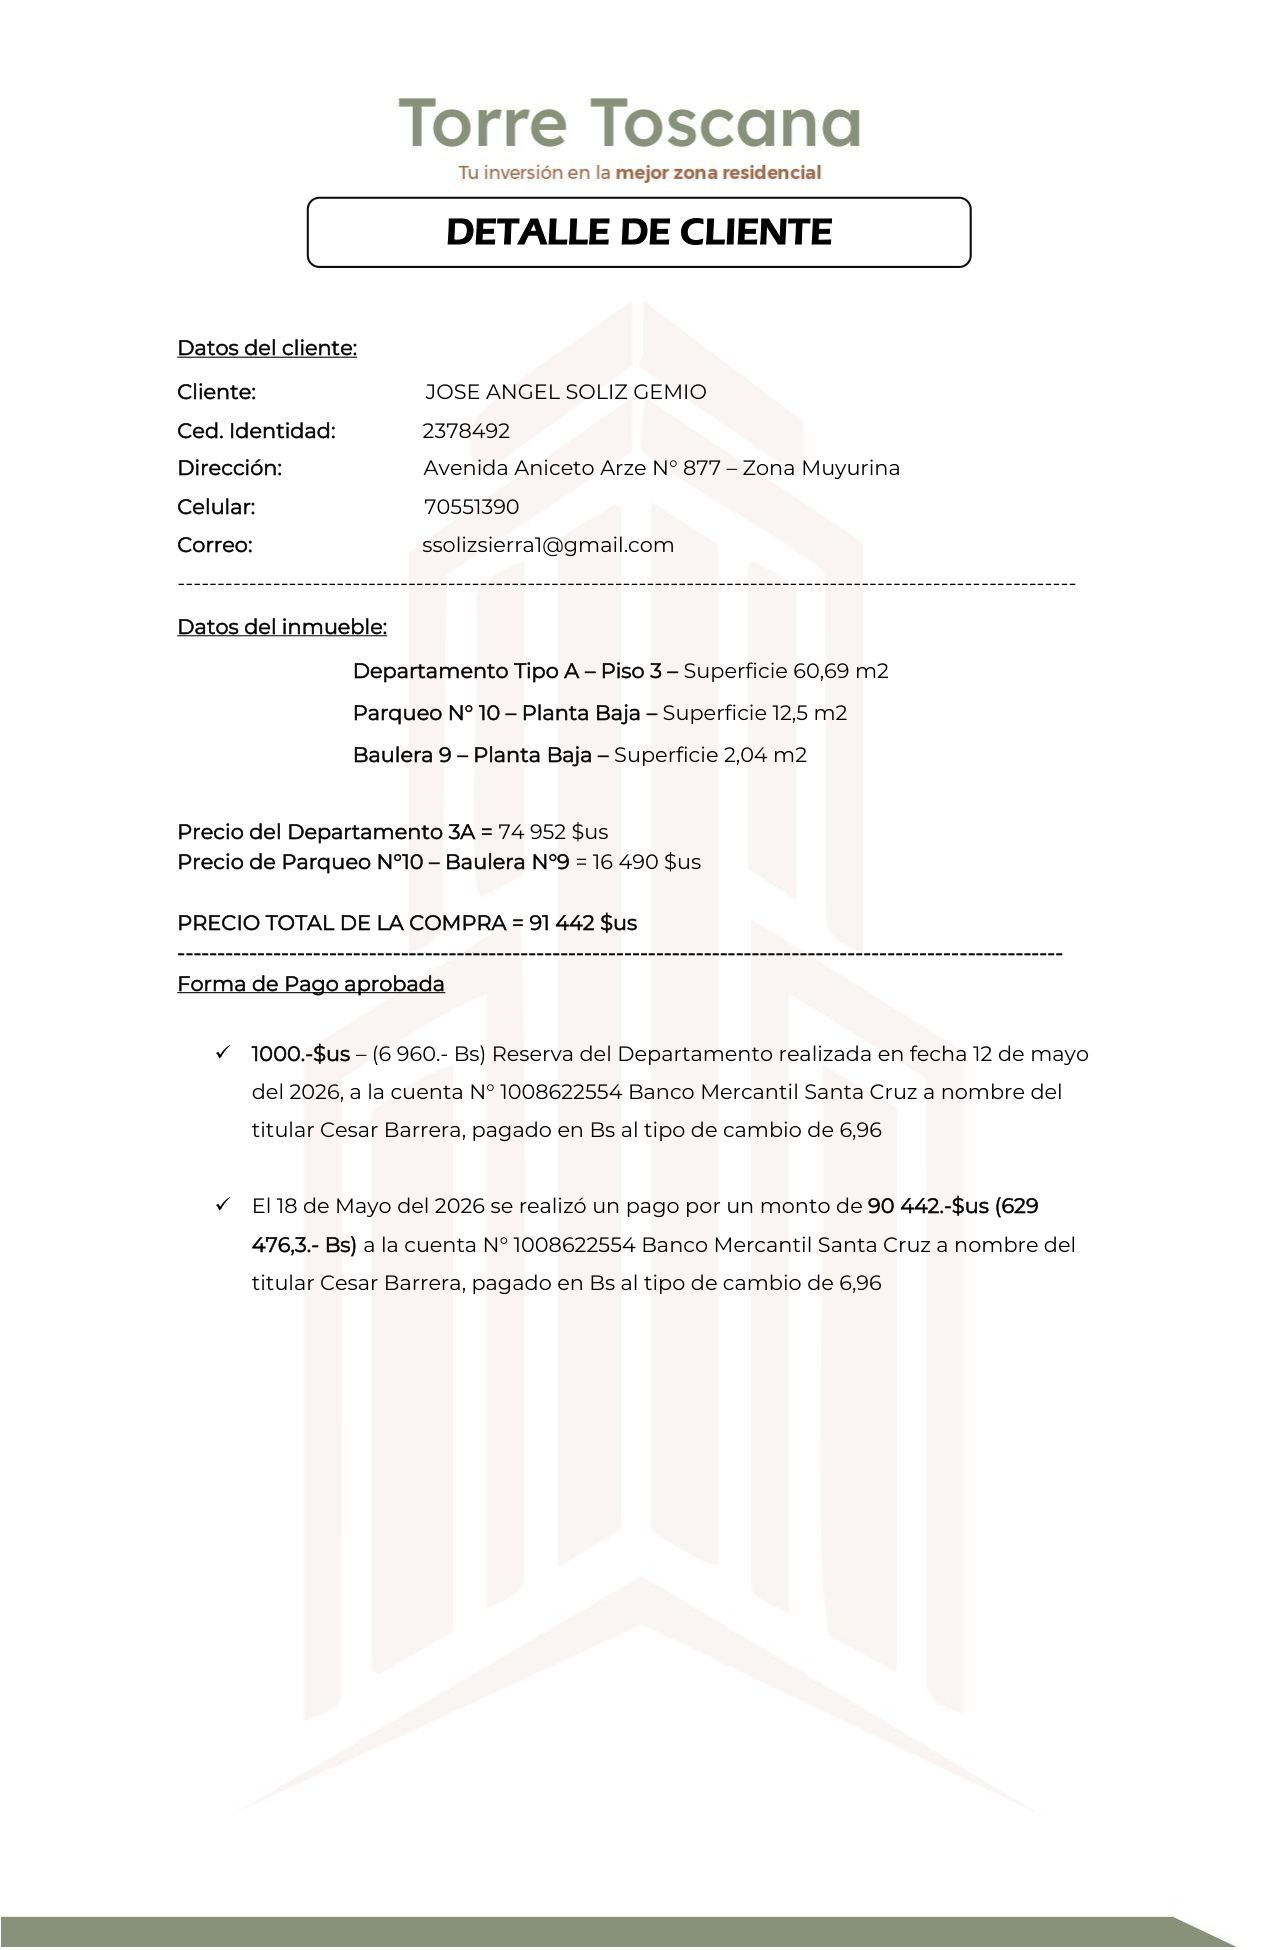 Torre Toscana
Tu inversión en la mejor zona residencial
DETALLE DE CLIENTE
Datos del cliente:
Cliente: JOSE ANGEL SOLIZ GEMIO
Ced. Identidad: 2378492
Dirección: Avenida Aniceto Arze N° 877 – Zona Muyurina
Celular: 70551390
Correo: ssolizsierra1@gmail.com
-----------------------------------------------------------------------------------------------------------------
Datos del inmueble:
Departamento Tipo A – Piso 3 – Superficie 60,69 m2
Parqueo N° 10 – Planta Baja – Superficie 12,5 m2
Baulera 9 – Planta Baja – Superficie 2,04 m2
Precio del Departamento 3A = 74 952 $us
Precio de Parqueo N°10 – Baulera N°9 = 16 490 $us
PRECIO TOTAL DE LA COMPRA = 91 442 $us
-----------------------------------------------------------------------------------------------------------------
Forma de Pago aprobada
✓ 1000.-$us – (6 960.- Bs) Reserva del Departamento realizada en fecha 12 de mayo
del 2026, a la cuenta N° 1008622554 Banco Mercantil Santa Cruz a nombre del
titular Cesar Barrera, pagado en Bs al tipo de cambio de 6,96
✓ El 18 de Mayo del 2026 se realizó un pago por un monto de 90 442.-$us (629
476,3.- Bs) a la cuenta N° 1008622554 Banco Mercantil Santa Cruz a nombre del
titular Cesar Barrera, pagado en Bs al tipo de cambio de 6,96